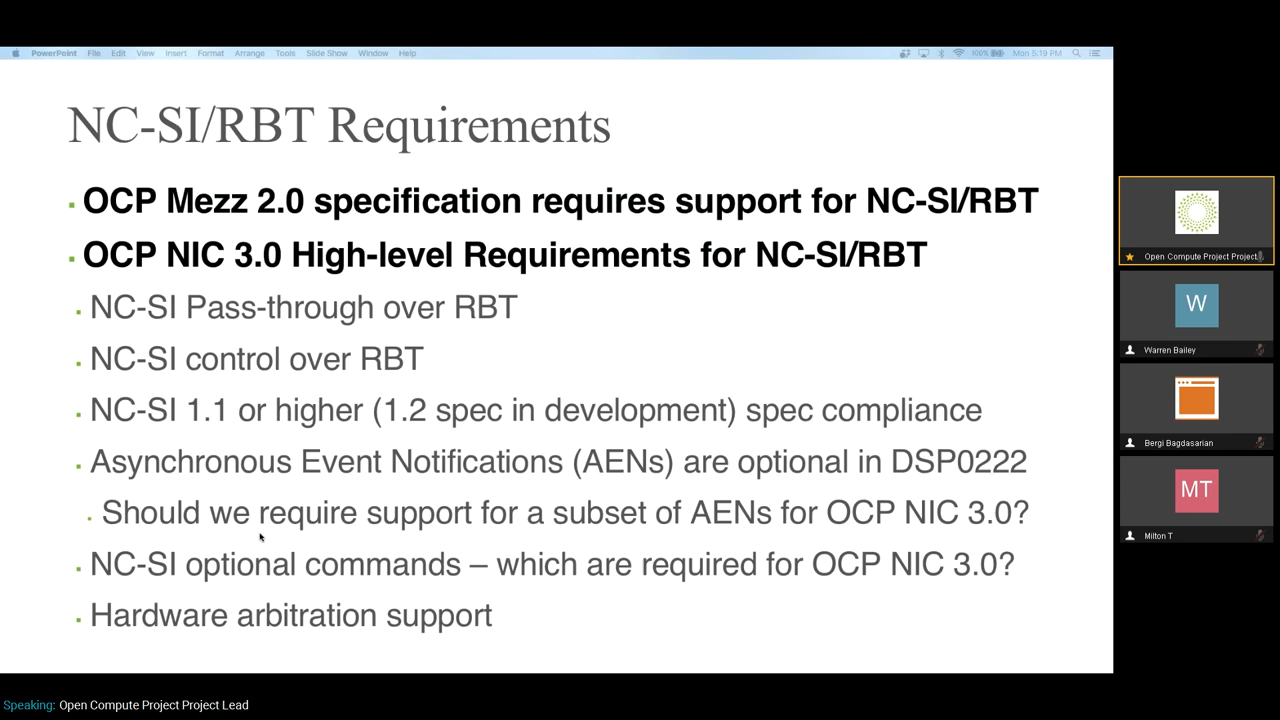 PowerPoint File Edit View Insert Format Arrange Tools Slide Show Window Help 100% Mon 5:19 PM
NC-SI/RBT Requirements
OCP Mezz 2.0 specification requires support for NC-SI/RBT
OCP NIC 3.0 High-level Requirements for NC-SI/RBT
NC-SI Pass-through over RBT
NC-SI control over RBT
NC-SI 1.1 or higher (1.2 spec in development) spec compliance
Asynchronous Event Notifications (AENs) are optional in DSP0222
Should we require support for a subset of AENs for OCP NIC 3.0?
NC-SI optional commands – which are required for OCP NIC 3.0?
Hardware arbitration support
Open Compute Project Project
W
Warren Bailey
Bergi Bagdasarian
MT
Milton T
Speaking: Open Compute Project Project Lead